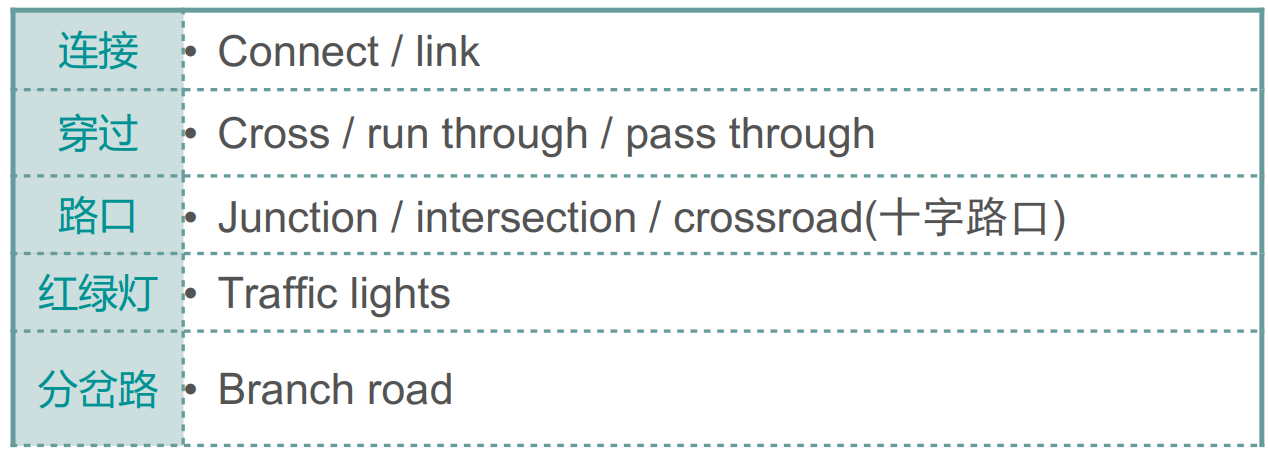 连接 • Connect / link
穿过 • Cross / run through / pass through
路口 • Junction / intersection / crossroad(十字路口)
红绿灯 • Traffic lights
分岔路 • Branch road